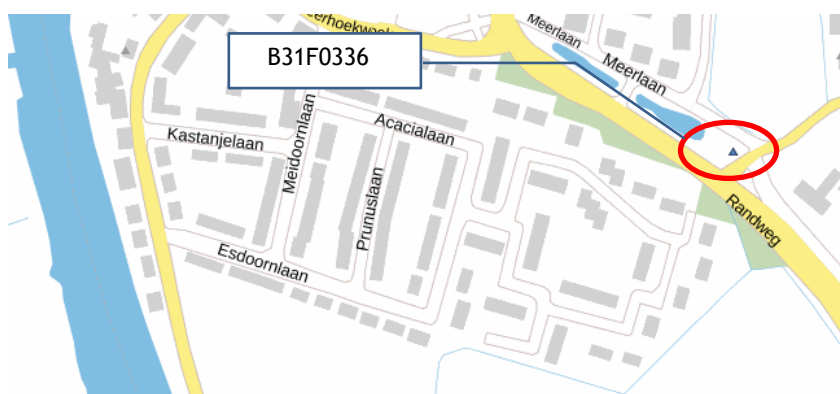 Meerlaan
B31F0336
Meerlaan
Acacialaan
Kastanjelaan
Meidoornlaan
Prunuslaan
Randweg
Esdoornlaan